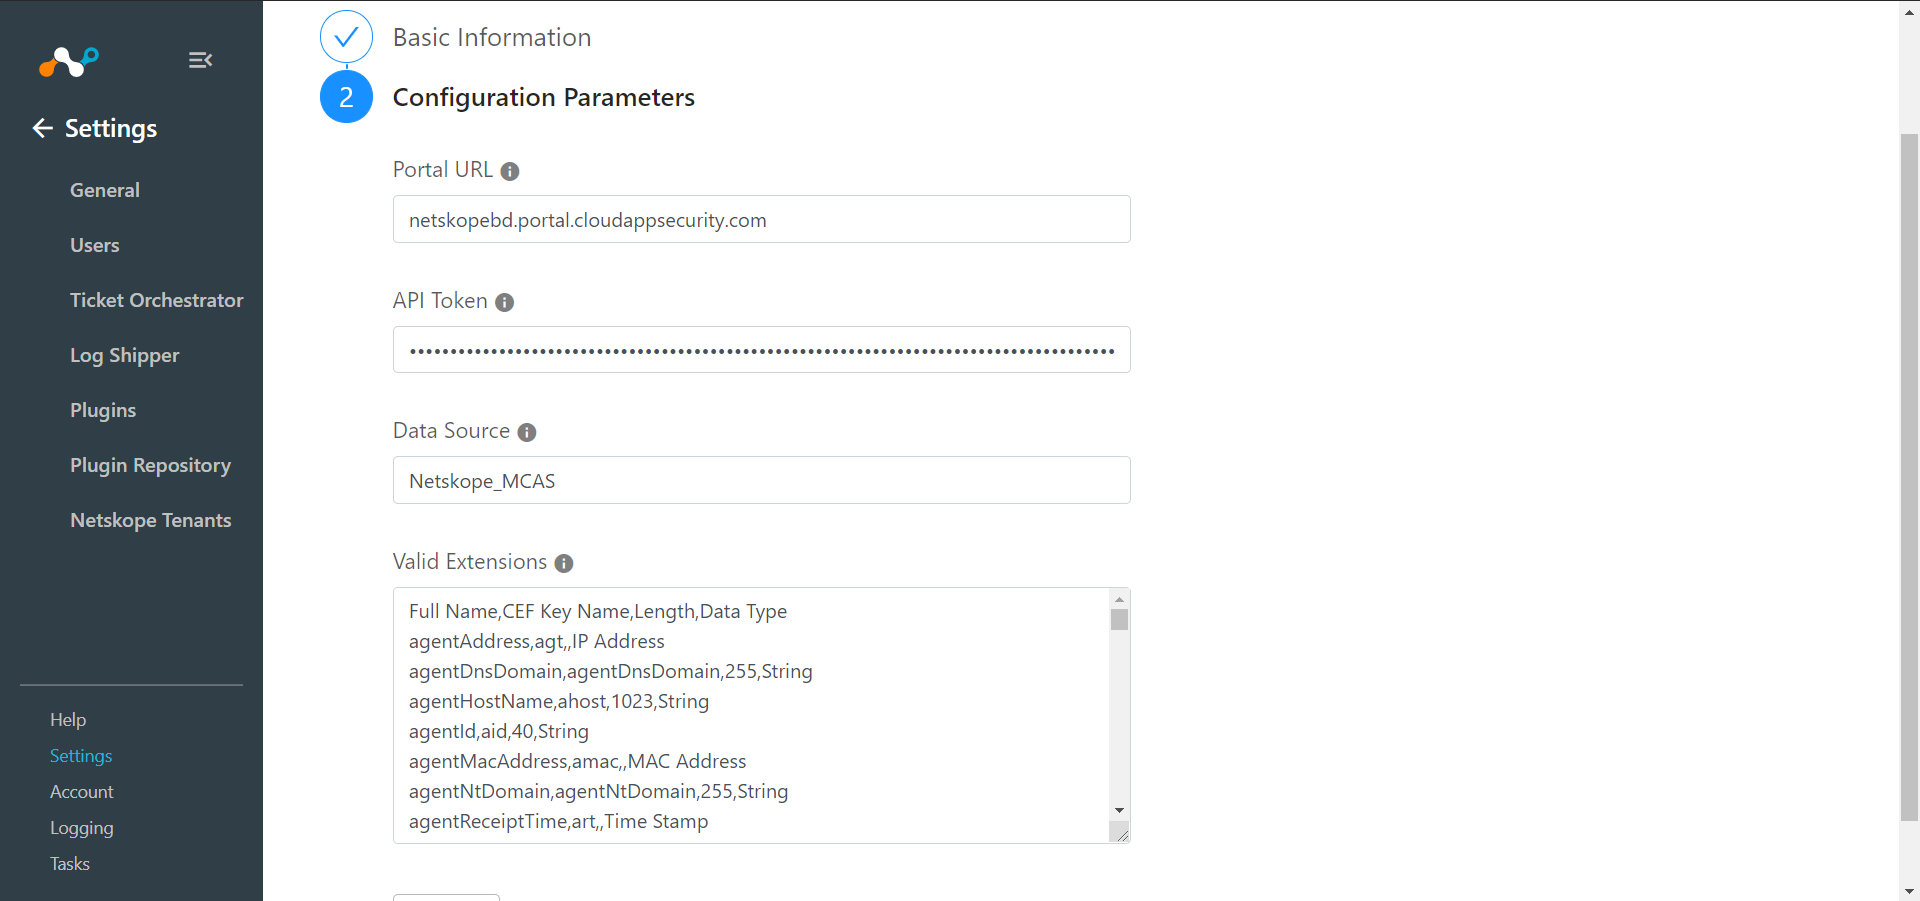 Settings
General
Users
Ticket Orchestrator
Log Shipper
Plugins
Plugin Repository
Netskope Tenants
Help
Settings
Account
Logging
Tasks
Basic Information
2
Configuration Parameters
Portal URL
netskopebd.portal.cloudappsecurity.com
API Token
Data Source
Netskope_MCAS
Valid Extensions
Full Name,CEF Key Name,Length,Data Type
agentAddress,agt,,IP Address
agentDnsDomain,agentDnsDomain,255,String
agentHostName,ahost,1023,String
agentId,aid,40,String
agentMacAddress,amac,,MAC Address
agentNtDomain,agentNtDomain,255,String
agentReceiptTime,art,,Time Stamp